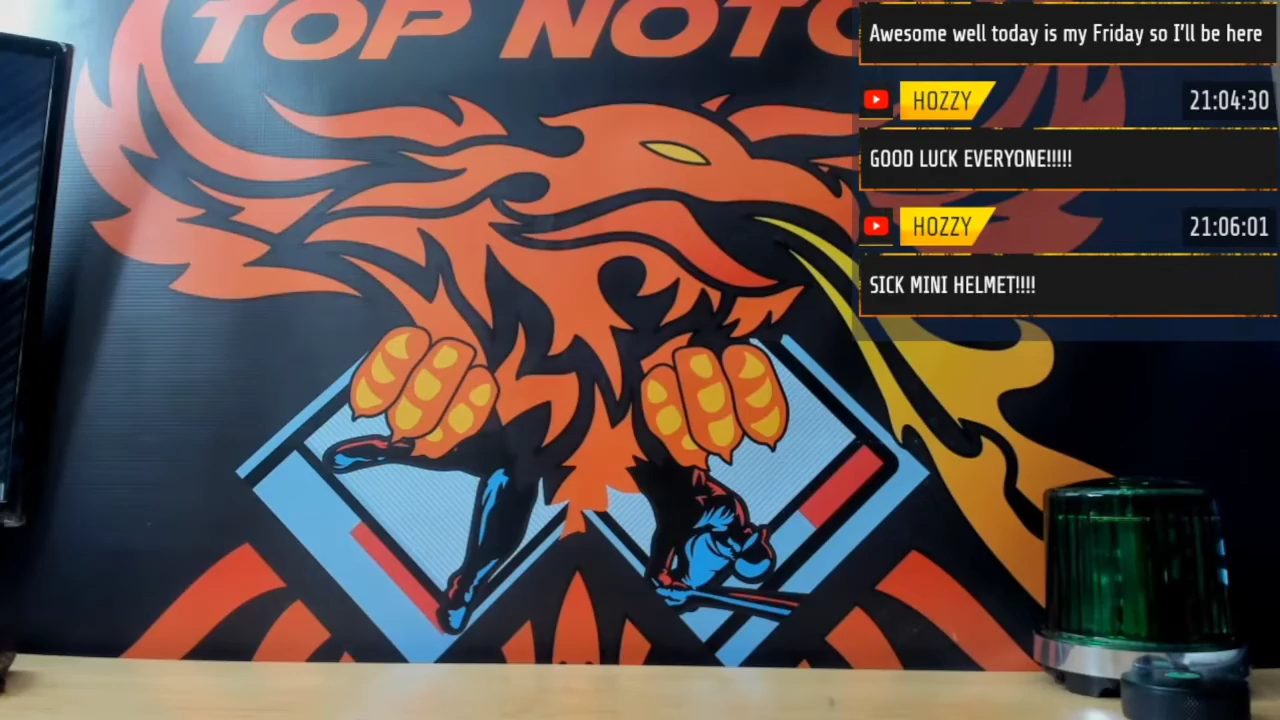 TOP NOTC
Awesome well today is my Friday so I'll be here
HOZZY
21:04:30
GOOD LUCK EVERYONE!!!!!
HOZZY
21:06:01
SICK MINI HELMET!!!!